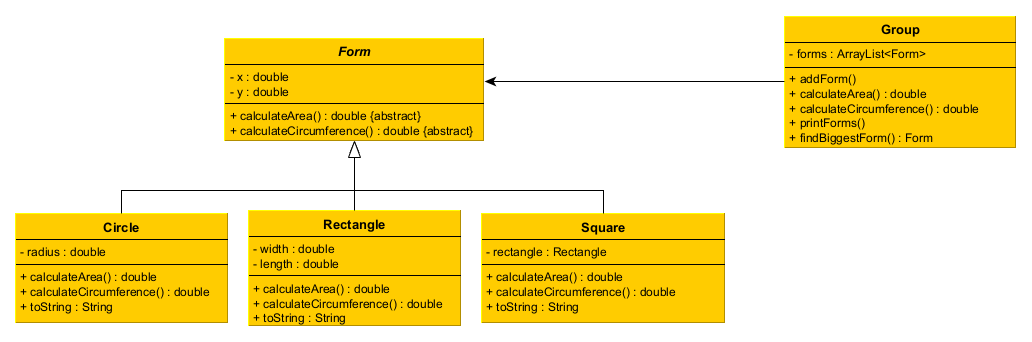 Form
- x : double
- y : double
+ calculateArea() : double {abstract}
+ calculateCircumference() : double {abstract}
Group
- forms : ArrayList<Form>
+ addForm()
+ calculateArea() : double
+ calculateCircumference() : double
+ printForms()
+ findBiggestForm() : Form
Circle
- radius : double
+ calculateArea() : double
+ calculateCircumference() : double
+ toString : String
Rectangle
- width : double
- length : double
+ calculateArea() : double
+ calculateCircumference() : double
+ toString : String
Square
- rectangle : Rectangle
+ calculateArea() : double
+ calculateCircumference() : double
+ toString : String